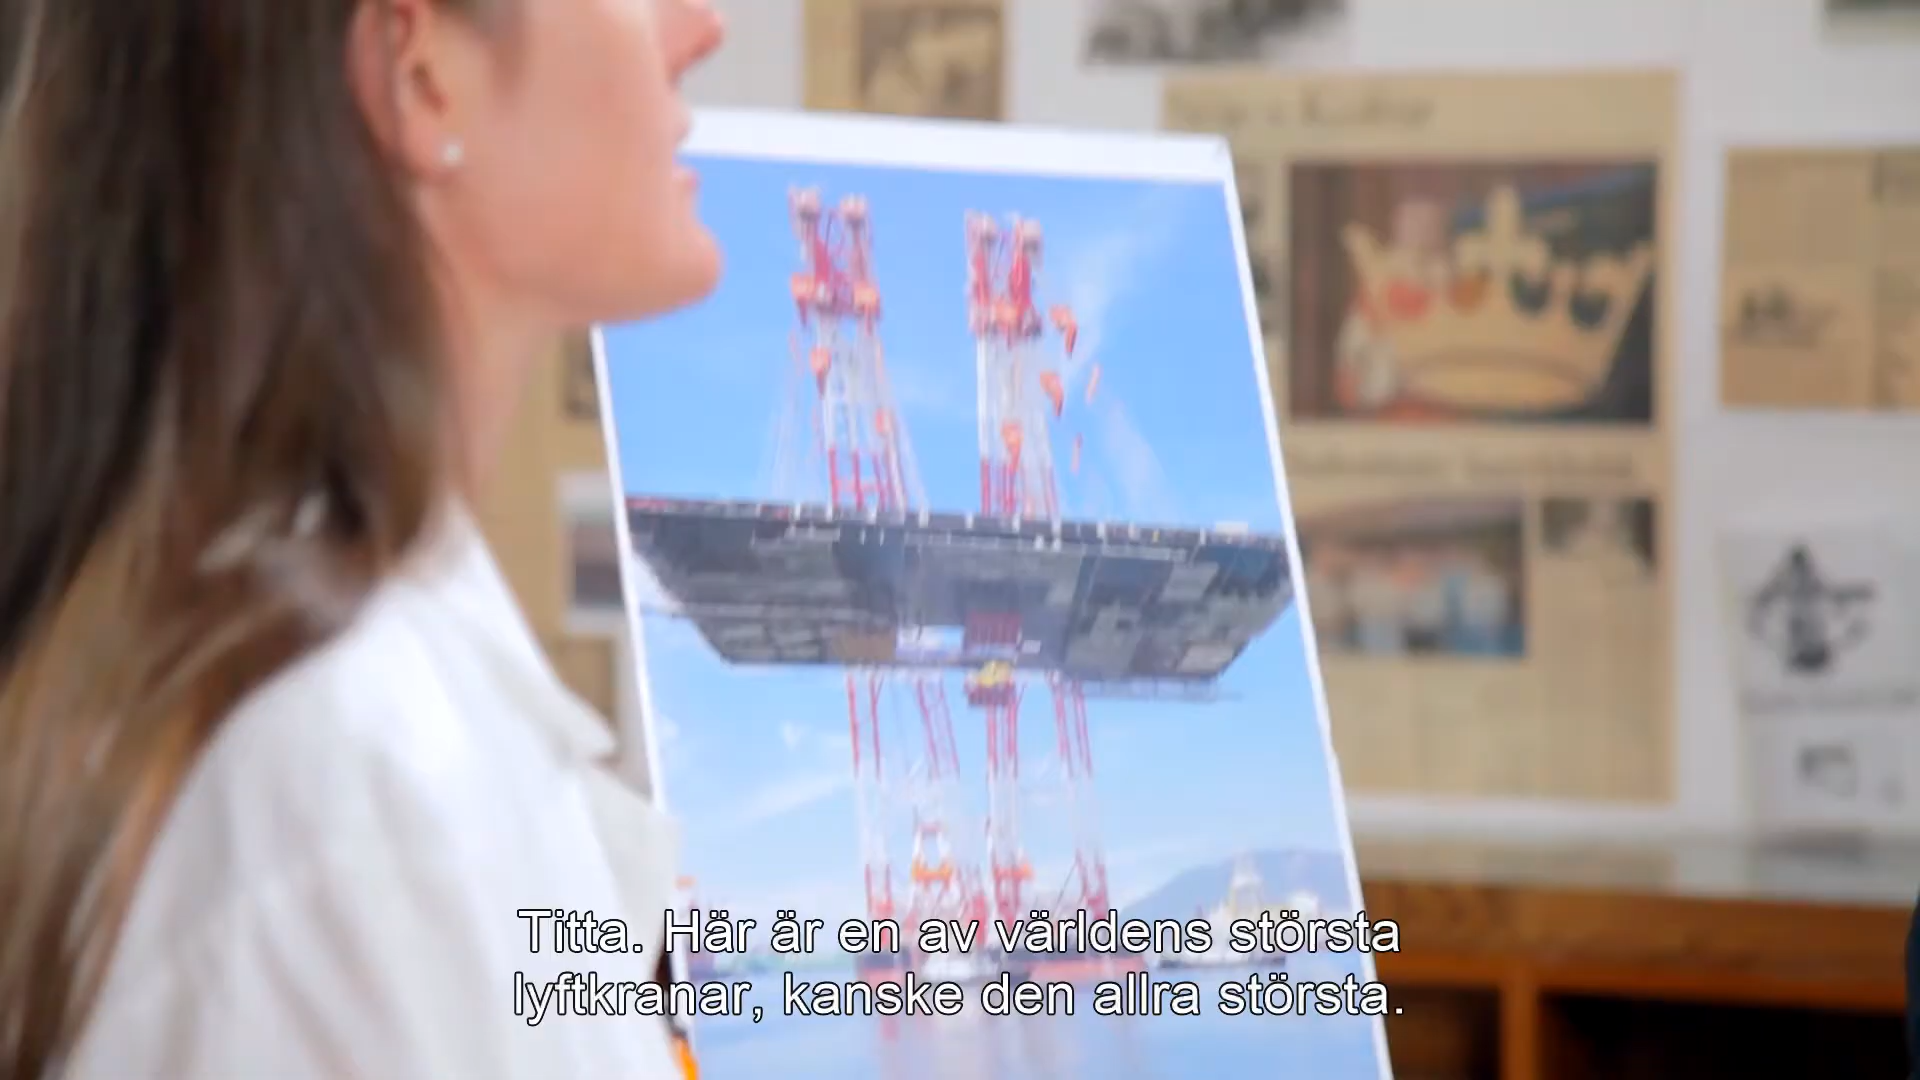 Titta. Här är en av världens största
lyftkranar, kanske den allra största.